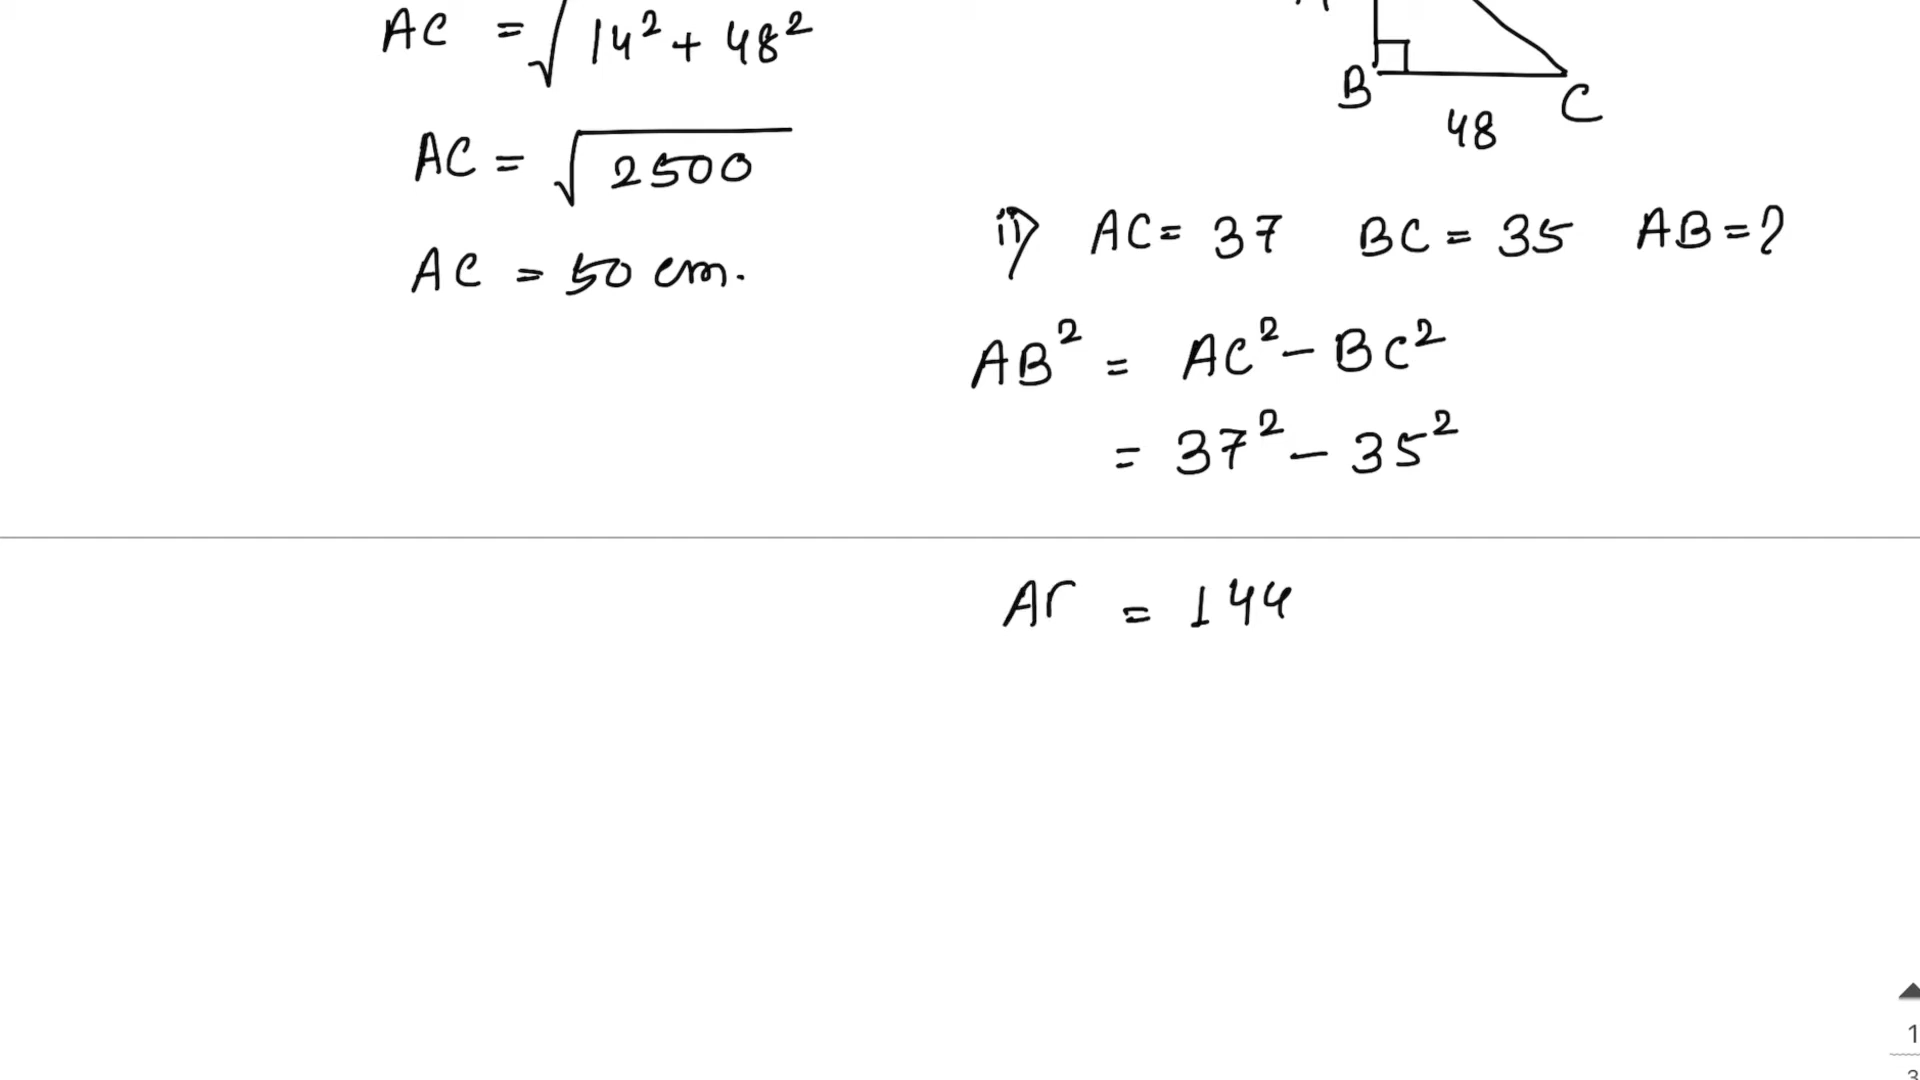 AC = √14² + 48²
AC = √2500
AC = 50 cm.
B
48
C
ii) AC = 37 BC = 35 AB = ?
AB² = AC² - BC²
= 37² - 35²
= 144
1